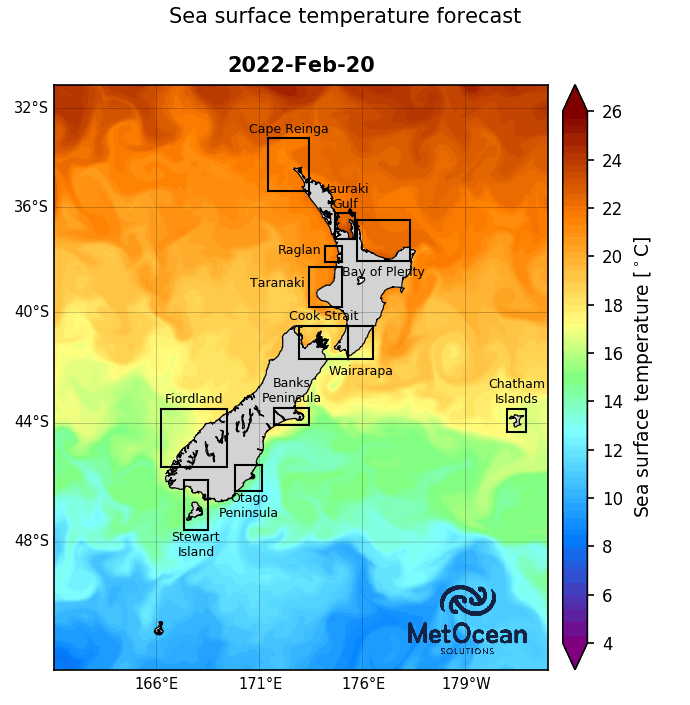 Sea surface temperature forecast
2022-Feb-20
32°S
36°S
40°S
44°S
48°S
Cape Reinga
Hauraki
Gulf
Raglan
Bay of Plenty
Taranaki
Cook Strait
Wairarapa
Banks
Peninsula
Fiordland
Chatham
Islands
Otago
Peninsula
Stewart
Island
MetOcean
SOLUTIONS
166°E
171°E
176°E
179°W
26
24
22
20
18
16
14
12
10
8
6
4
Sea surface temperature [°C]